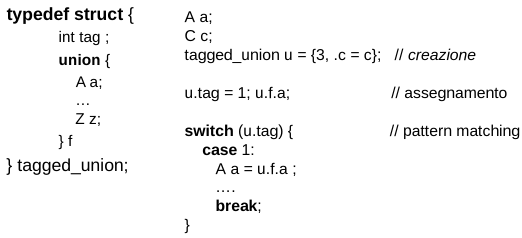 typedef struct {
int tag ;
union {
A a;
...
Z z;
} f
} tagged_union;
A a;
C c;
tagged_union u = {3, .c = c}; // creazione
u.tag = 1; u.f.a; // assegnamento
switch (u.tag) { // pattern matching
case 1:
A a = u.f.a ;
....
break;
}